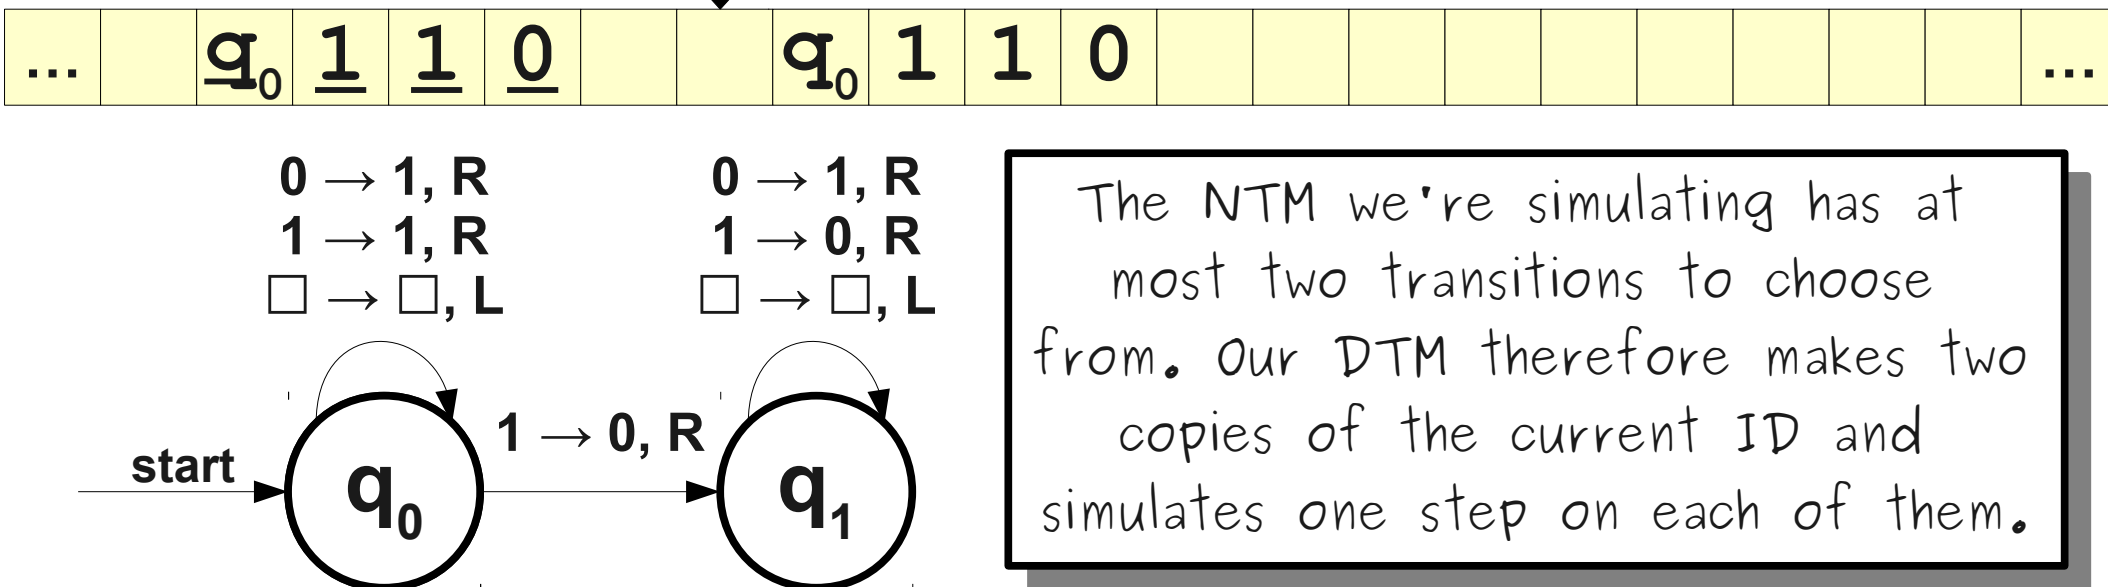 ... q₀ 1 1 0 q₀ 1 1 0 ...
0 → 1, R
1 → 1, R
□ → □, L
0 → 1, R
1 → 0, R
□ → □, L
start
q₀
1 → 0, R
q₁
The NTM we're simulating has at
most two transitions to choose
from. Our DTM therefore makes two
copies of the current ID and
simulates one step on each of them.